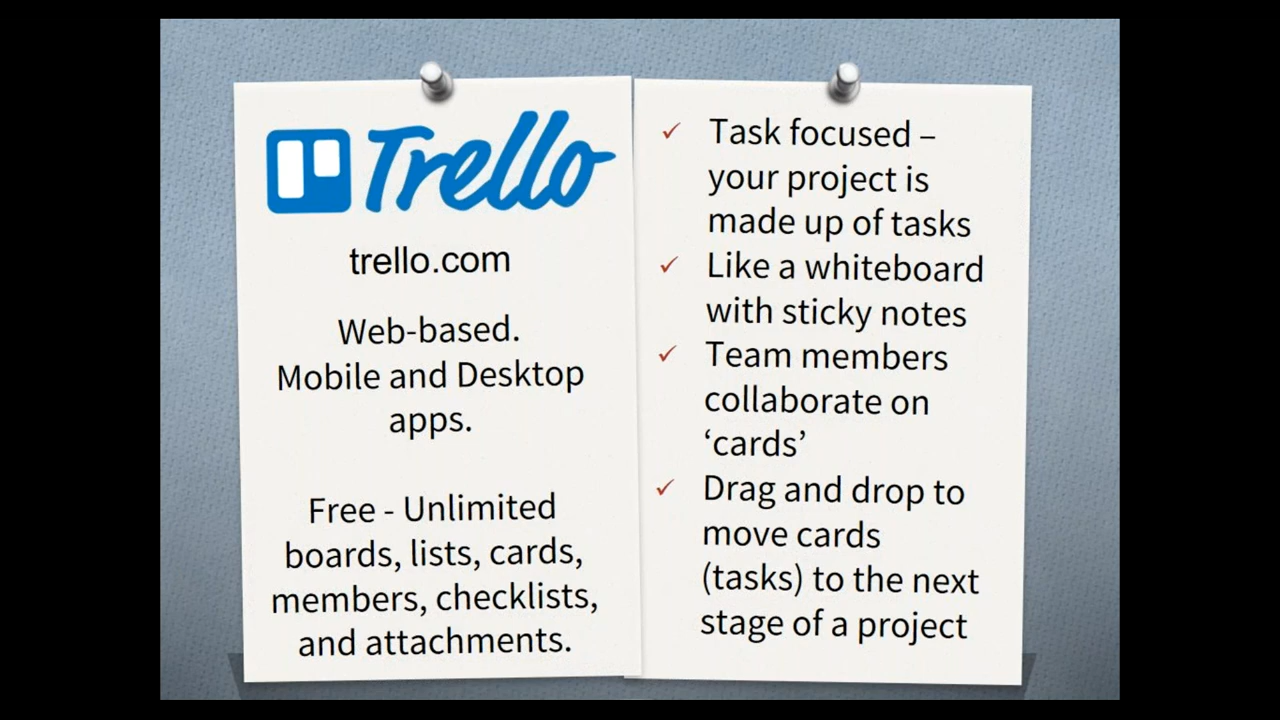 Trello
trello.com
Web-based.
Mobile and Desktop
apps.
Free - Unlimited
boards, lists, cards,
members, checklists,
and attachments.
✓ Task focused –
your project is
made up of tasks
✓ Like a whiteboard
with sticky notes
✓ Team members
collaborate on
‘cards’
✓ Drag and drop to
move cards
(tasks) to the next
stage of a project